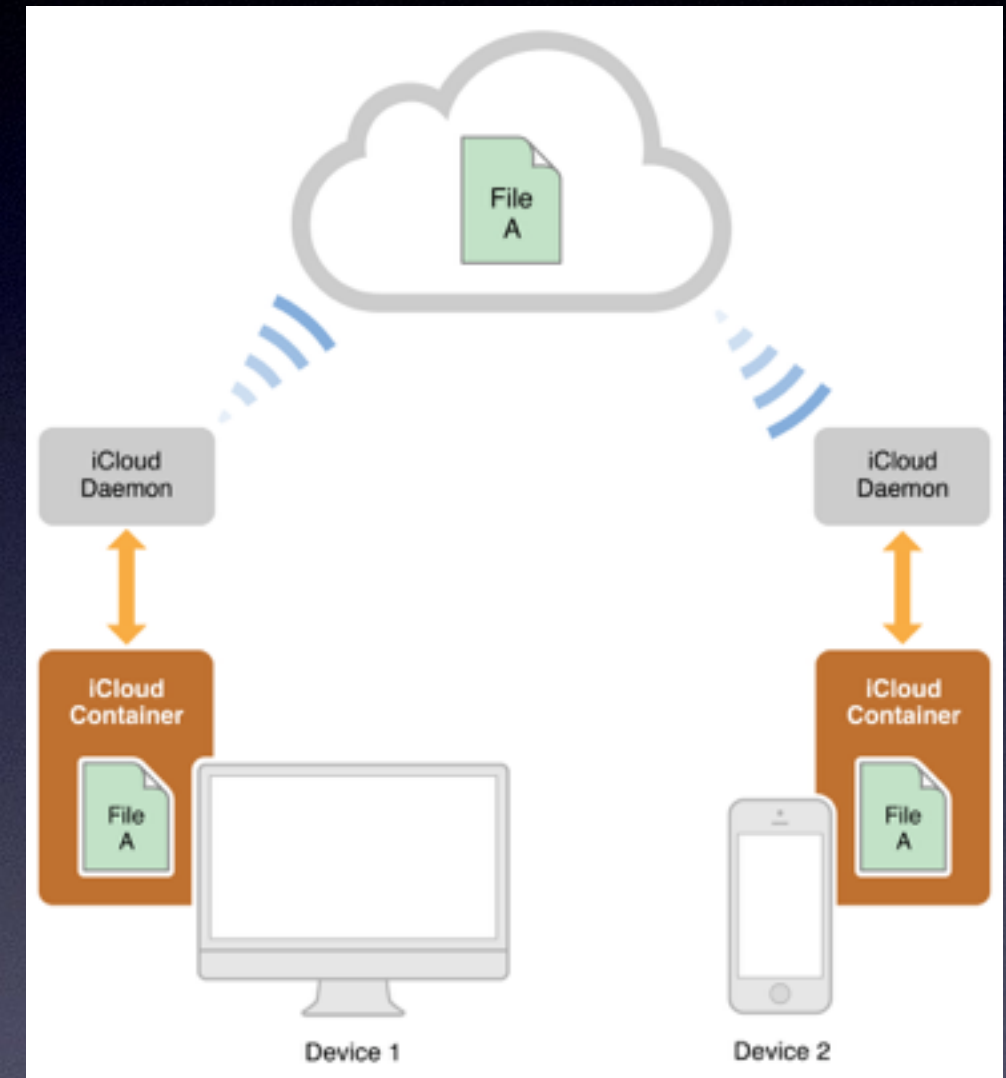 File
A
iCloud
Daemon
iCloud
Daemon
iCloud
Container
iCloud
Container
File
A
File
A
Device 1
Device 2